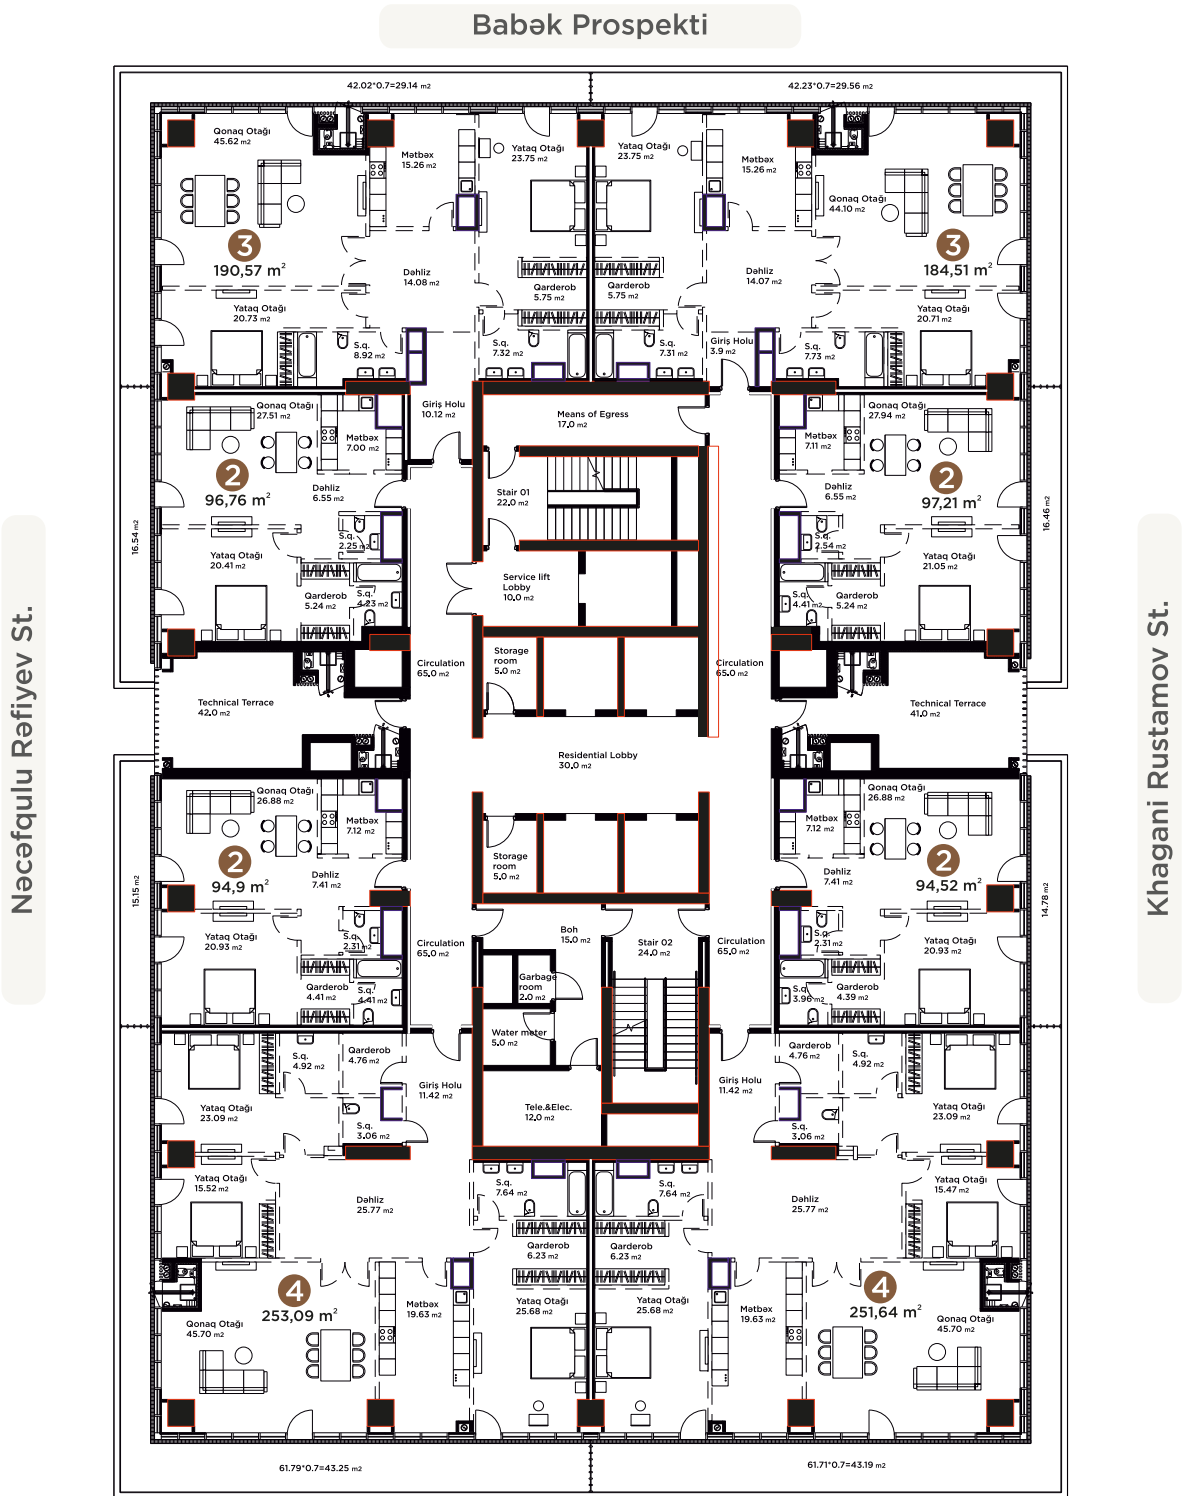 Babək Prospekti
42.02*0.7=29.14 m2
42.23*0.7=29.56 m2
Qonaq Otağı
45.62 m2
Mətbəx
15.26 m2
Yataq Otağı
23.75 m2
Yataq Otağı
23.75 m2
Mətbəx
15.26 m2
Qonaq Otağı
44.10 m2
3
190,57 m²
3
184,51 m²
Dəhliz
14.08 m2
Qarderob
5.75 m2
Qarderob
5.75 m2
Dəhliz
14.07 m2
Yataq Otağı
20.73 m2
Yataq Otağı
20.71 m2
S.q.
8.92 m2
S.q.
7.32 m2
S.q.
7.31 m2
Giriş Holu
3.9 m2
S.q.
7.73 m2
Qonaq Otağı
27.51 m2
Giriş Holu
10.12 m2
Means of Egress
17.0 m2
Qonaq Otağı
27.94 m2
Mətbəx
7.00 m2
Mətbəx
7.11 m2
2
96,76 m²
2
97,21 m²
Dəhliz
6.55 m2
Stair 01
22.0 m2
Dəhliz
6.55 m2
16.54 m2
16.46 m2
S.q.
2.25 m2
S.q.
2.54 m2
Yataq Otağı
20.41 m2
Yataq Otağı
21.05 m2
Service lift
Lobby
10.0 m2
Qarderob
5.24 m2
S.q.
4.23 m2
S.q.
4.41 m2
Qarderob
5.24 m2
Nəcəfqulu Rəfiyev St.
Khagani Rustamov St.
Circulation
65.0 m2
Storage
room
5.0 m2
Circulation
65.0 m2
Technical Terrace
42.0 m2
Technical Terrace
41.0 m2
Residential Lobby
30.0 m2
Qonaq Otağı
26.88 m2
Qonaq Otağı
26.88 m2
Mətbəx
7.12 m2
Mətbəx
7.12 m2
2
94,9 m²
2
94,52 m²
Storage
room
5.0 m2
Dəhliz
7.41 m2
Dəhliz
7.41 m2
15.15 m2
14.78 m2
S.q.
2.31 m2
S.q.
2.31 m2
Yataq Otağı
20.93 m2
Circulation
65.0 m2
Boh
15.0 m2
Stair 02
24.0 m2
Circulation
65.0 m2
Yataq Otağı
20.93 m2
Qarderob
4.41 m2
S.q.
4.41 m2
Garbage
room
2.0 m2
S.q.
3.96 m2
Qarderob
4.39 m2
Water meter
5.0 m2
S.q.
4.92 m2
Qarderob
4.76 m2
Qarderob
4.76 m2
S.q.
4.92 m2
Giriş Holu
11.42 m2
Giriş Holu
11.42 m2
Yataq Otağı
23.09 m2
Tele.&Elec.
12.0 m2
Yataq Otağı
23.09 m2
S.q.
3.06 m2
S.q.
3.06 m2
Yataq Otağı
15.52 m2
S.q.
7.64 m2
S.q.
7.64 m2
Yataq Otağı
15.47 m2
Dəhliz
25.77 m2
Dəhliz
25.77 m2
Qarderob
6.23 m2
Qarderob
6.23 m2
4
253,09 m²
4
251,64 m²
Mətbəx
19.63 m2
Yataq Otağı
25.68 m2
Yataq Otağı
25.68 m2
Mətbəx
19.63 m2
Qonaq Otağı
45.70 m2
Qonaq Otağı
45.70 m2
61.79*0.7=43.25 m2
61.71*0.7=43.19 m2